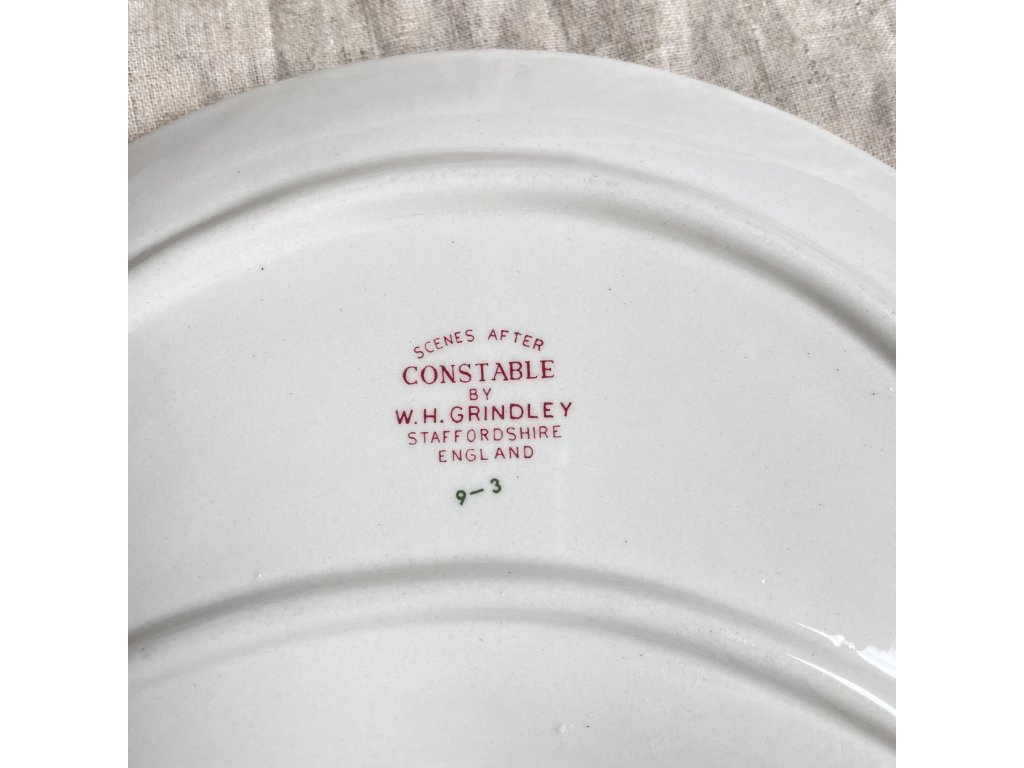 SCENES AFTER
CONSTABLE
BY
W.H. GRINDLEY
STAFFORDSHIRE
ENGLAND
9-3